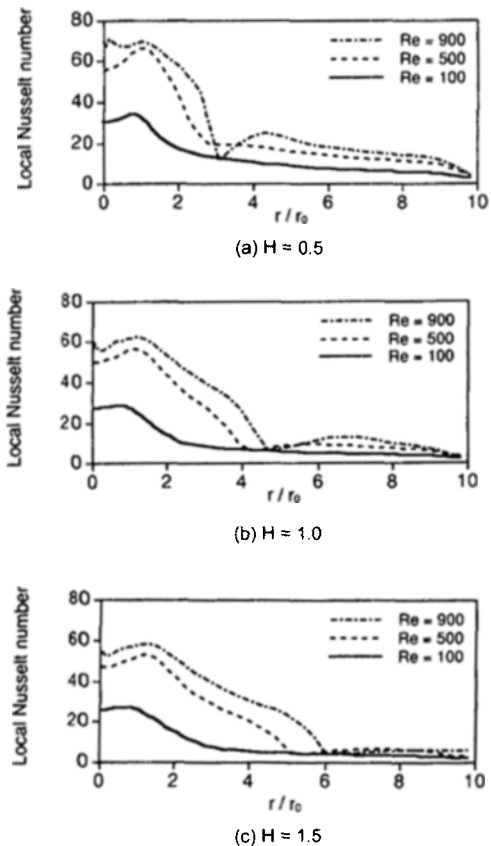 Local Nusselt number
80
60
40
20
0
Re = 900
Re = 500
Re = 100
0 2 4 6 8 10
r / r₀
(a) H = 0.5
Local Nusselt number
80
60
40
20
0
Re = 900
Re = 500
Re = 100
0 2 4 6 8 10
r / r₀
(b) H = 1.0
Local Nusselt number
80
60
40
20
0
Re = 900
Re = 500
Re = 100
0 2 4 6 8 10
r / r₀
(c) H = 1.5